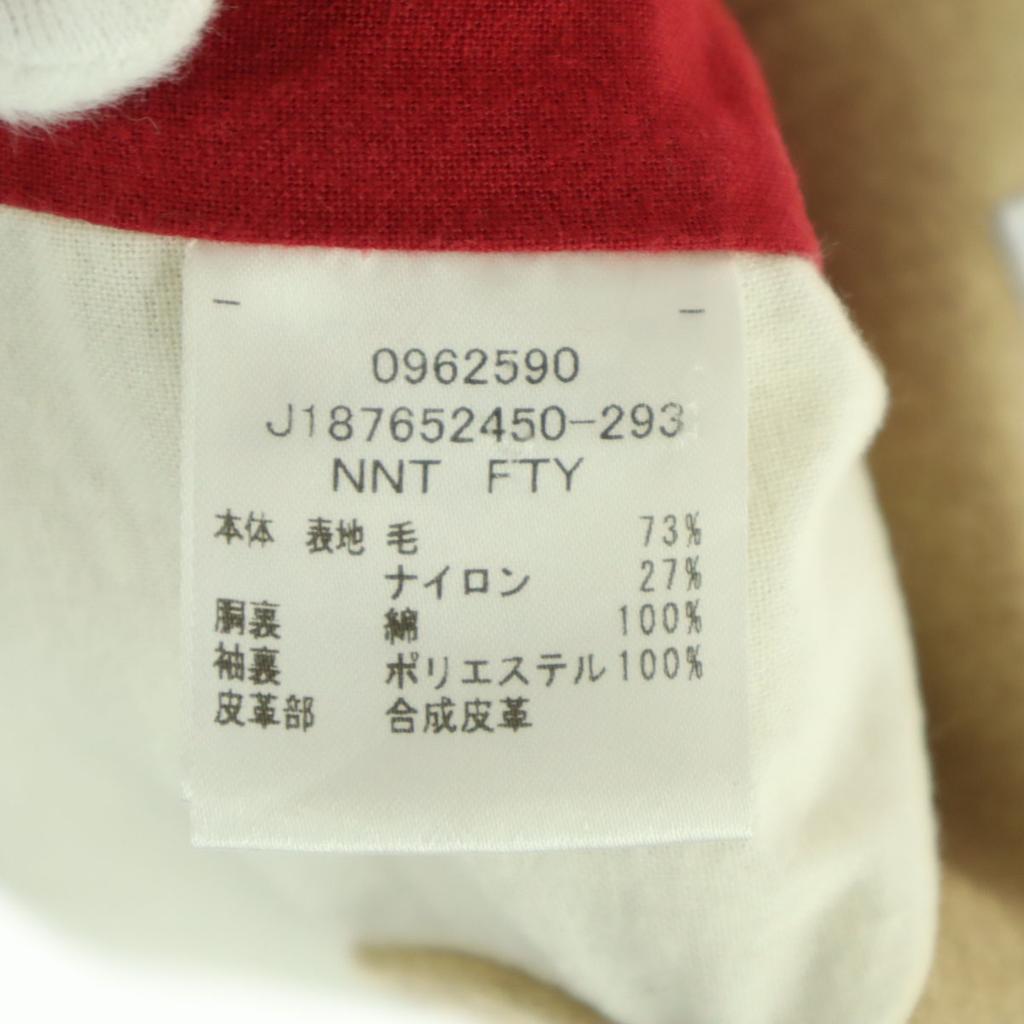 0962590
J187652450-293
NNT FTY
本体 表地 毛 73%
ナイロン 27%
胴裏 綿 100%
袖裏 ポリエステル 100%
皮革部 合成皮革